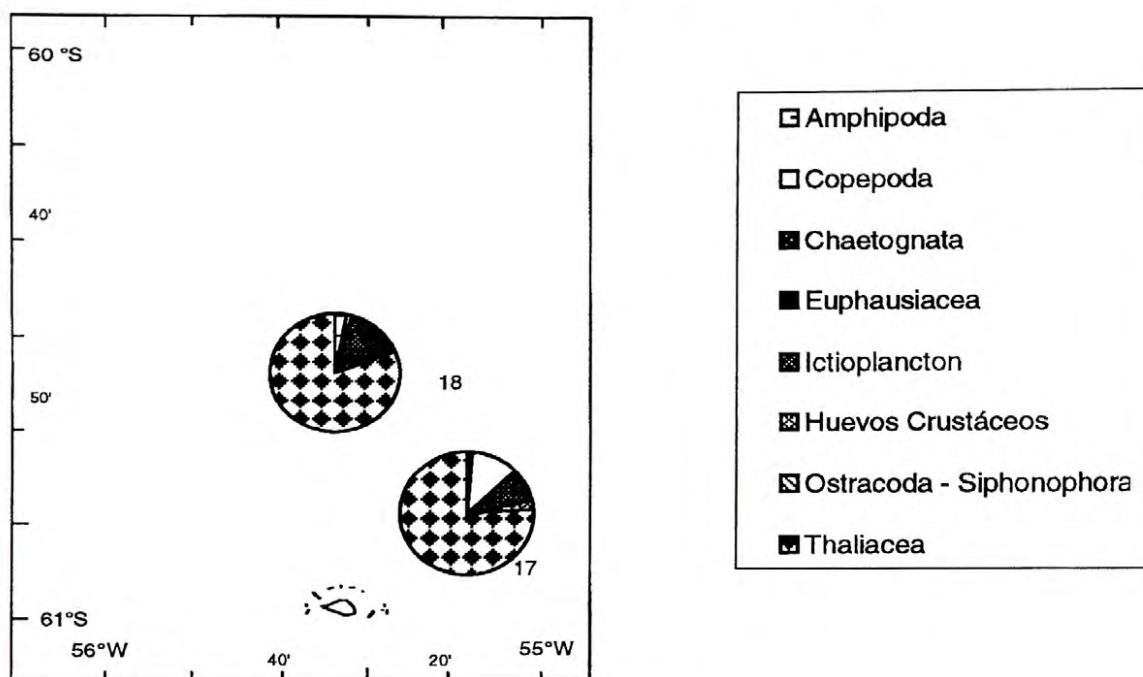 60 °S
40'
18
50'
17
61°S
56°W
40'
20'
55°W
Amphipoda
Copepoda
Chaetognata
Euphausiacea
Ictioplancton
Huevos Crustáceos
Ostracoda - Siphonophora
Thaliacea